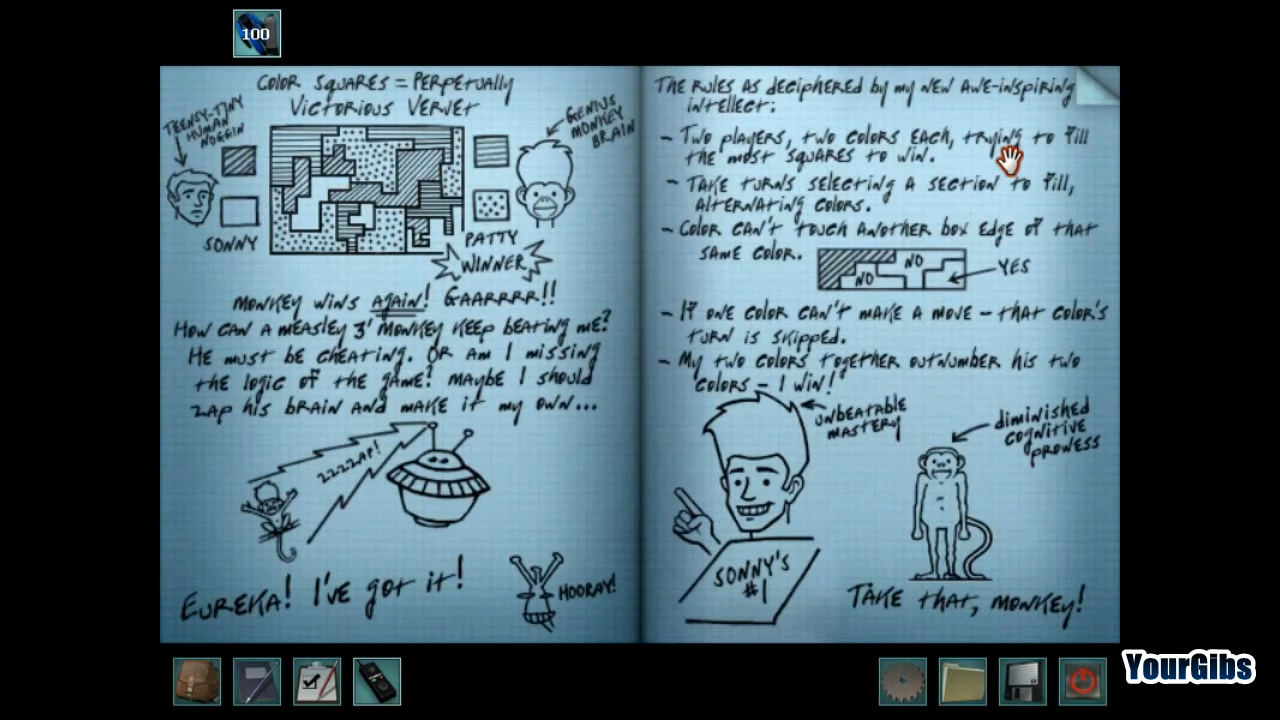 100
Color Squares = Perpetually
Victorious Vervet
Teensy-Tiny
Human
Noggin
Genius
Monkey
Brain
Sonny
Patty
Winner
Monkey wins again! Gaarrrr!!
How can a measley 3' monkey keep beating me?
He must be cheating. Or am I missing
the logic of the game? Maybe I should
zap his brain and make it my own...
Z-Z-Z-Zap!
Eureka! I've got it!
Hooray!
The rules as deciphered by my new awe-inspiring
intellect:
- Two players, two colors each, trying to fill
the most squares to win.
- Take turns selecting a section to fill,
alternating colors.
- Color can't touch another box edge of that
same color.
NO
NO
YES
- If one color can't make a move - that color's
turn is skipped.
- My two colors together outnumber his two
colors - I win!
Unbeatable
Mastery
Diminished
Cognitive
Prowess
Sonny's
#1
Take that, monkey!
YourGibs